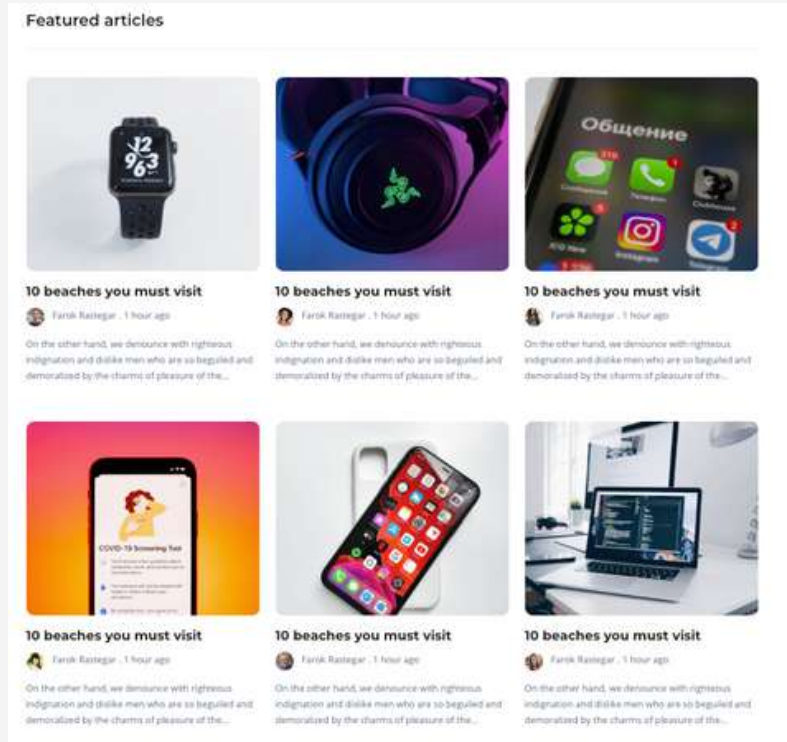 Featured articles
12
9 3
6
Общение
319
1
Сообщения
Телефон
Clubhouse
5
2
ICQ New
Instagram
Telegram
10 beaches you must visit
10 beaches you must visit
10 beaches you must visit
Farok Rastegar . 1 hour ago
Farok Rastegar . 1 hour ago
Farok Rastegar . 1 hour ago
On the other hand, we denounce with righteous
indignation and dislike men who are so beguiled and
demoralized by the charms of pleasure of the...
On the other hand, we denounce with righteous
indignation and dislike men who are so beguiled and
demoralized by the charms of pleasure of the...
On the other hand, we denounce with righteous
indignation and dislike men who are so beguiled and
demoralized by the charms of pleasure of the...
COVID-19 Screening Tool
10 beaches you must visit
10 beaches you must visit
10 beaches you must visit
Farok Rastegar . 1 hour ago
Farok Rastegar . 1 hour ago
Farok Rastegar . 1 hour ago
On the other hand, we denounce with righteous
indignation and dislike men who are so beguiled and
demoralized by the charms of pleasure of the...
On the other hand, we denounce with righteous
indignation and dislike men who are so beguiled and
demoralized by the charms of pleasure of the...
On the other hand, we denounce with righteous
indignation and dislike men who are so beguiled and
demoralized by the charms of pleasure of the...